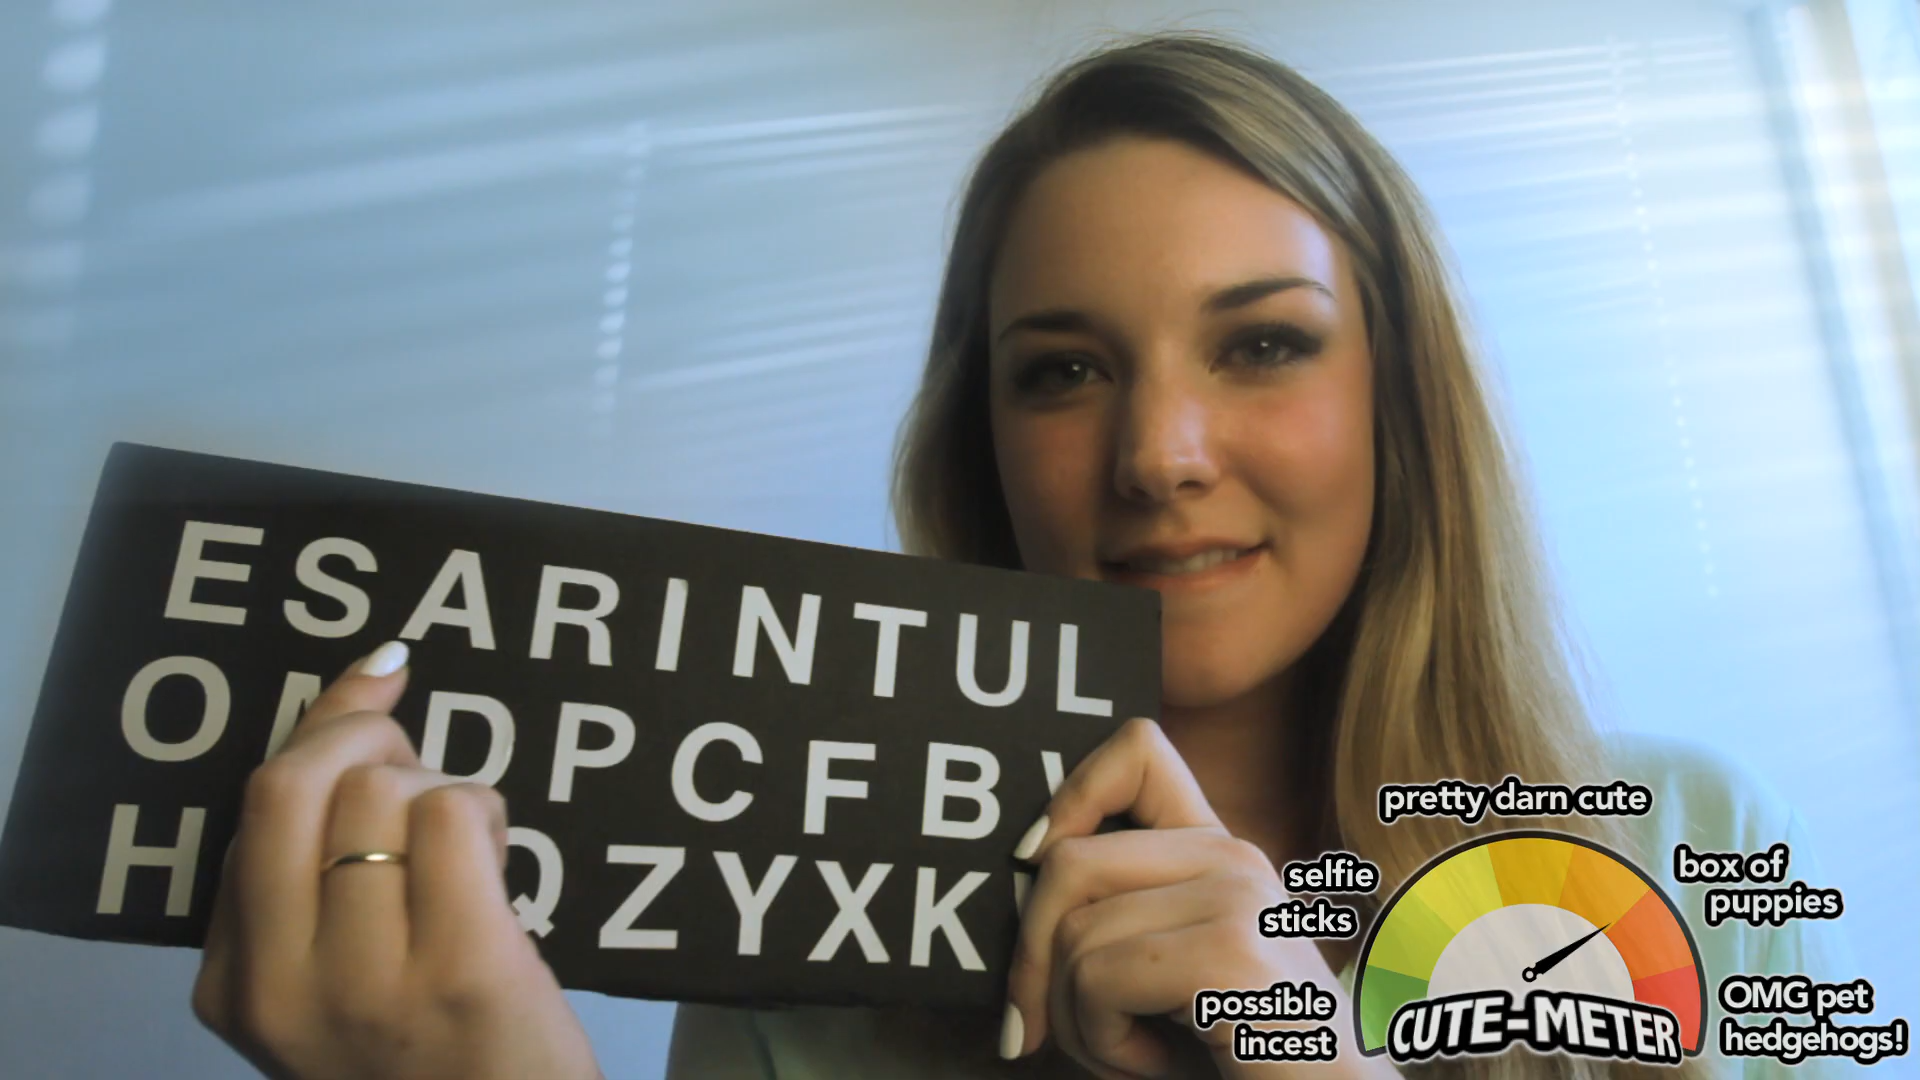 ESARINTUL
O DPCFB
H QZYXK
pretty darn cute
selfie
sticks
box of
puppies
possible
incest
OMG pet
hedgehogs!
CUTE-METER